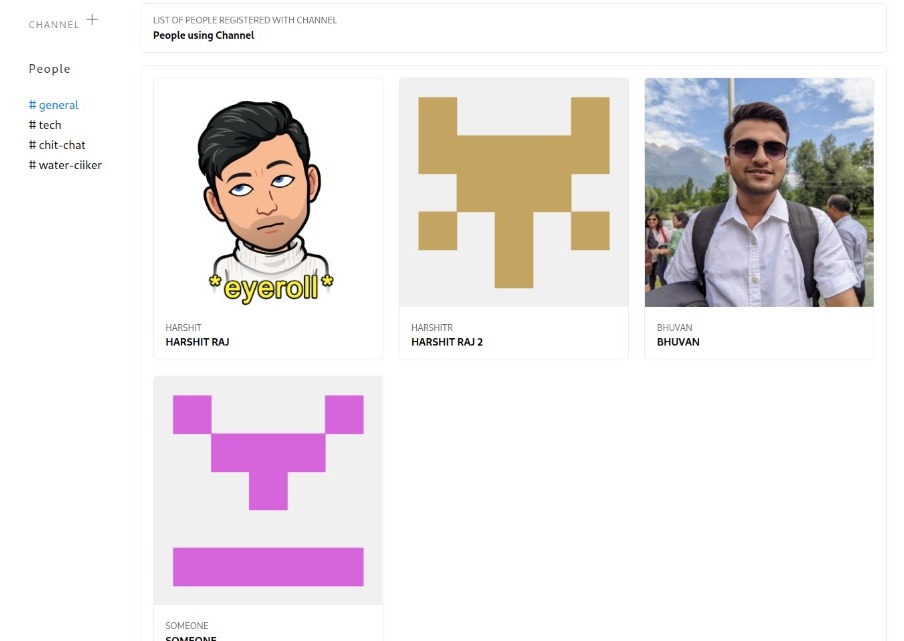 CHANNEL +
People
# general
# tech
# chit-chat
# water-ciiker
LIST OF PEOPLE REGISTERED WITH CHANNEL
People using Channel
*eyeroll*
HARSHIT
HARSHIT RAJ
HARSHITR
HARSHIT RAJ 2
BHUVAN
BHUVAN
SOMEONE
SOMEONE